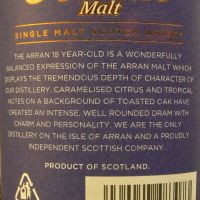 Malt
SINGLE MALT SCOTCH WHISKY
THE ARRAN 18 YEAR-OLD IS A WONDERFULLY
BALANCED EXPRESSION OF THE ARRAN MALT WHICH
DISPLAYS THE TREMENDOUS DEPTH OF CHARACTER OF
OUR DISTILLERY. CARAMELISED CITRUS AND TROPICAL
NOTES ON A BACKGROUND OF TOASTED OAK HAVE
CREATED AN INTENSE, WELL ROUNDED DRAM WITH
CHARM AND PERSONALITY. WE ARE THE ONLY
DISTILLERY ON THE ISLE OF ARRAN AND A PROUDLY
INDEPENDENT SCOTTISH COMPANY.
PRODUCT OF SCOTLAND.